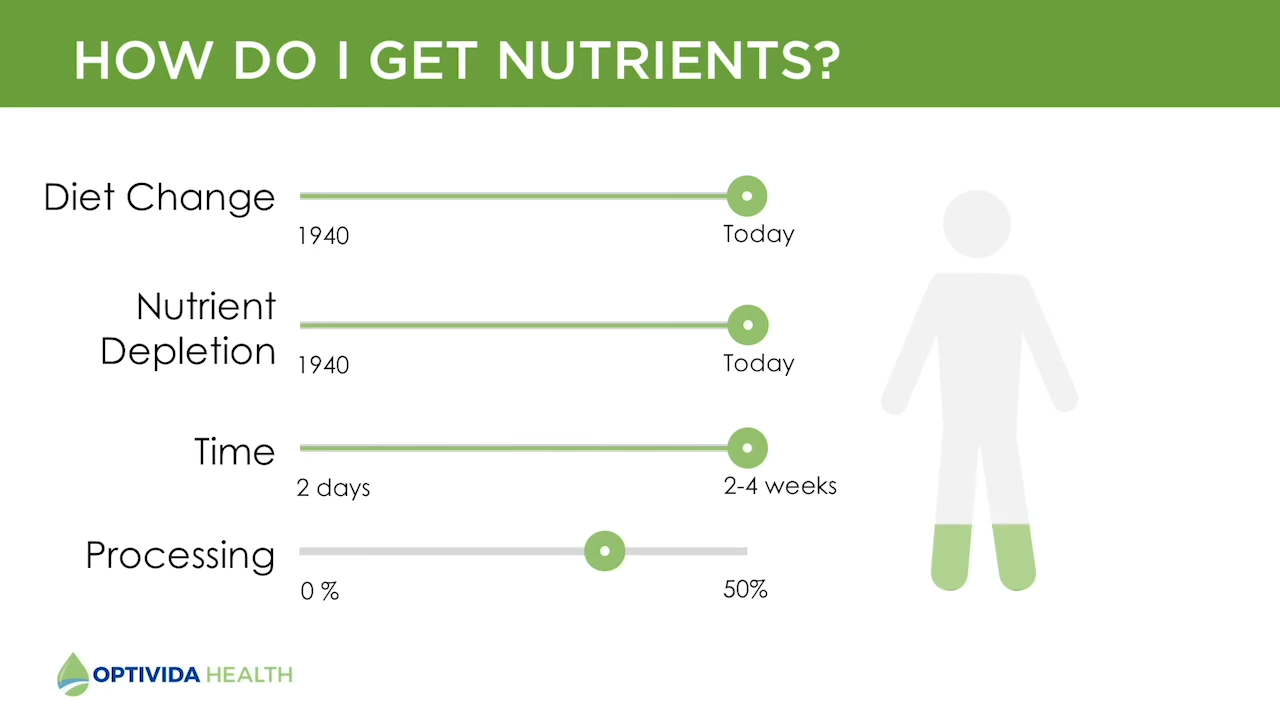 HOW DO I GET NUTRIENTS?
Diet Change
1940
Today
Nutrient
Depletion
1940
Today
Time
2 days
2-4 weeks
Processing
0 %
50%
OPTIVIDA HEALTH